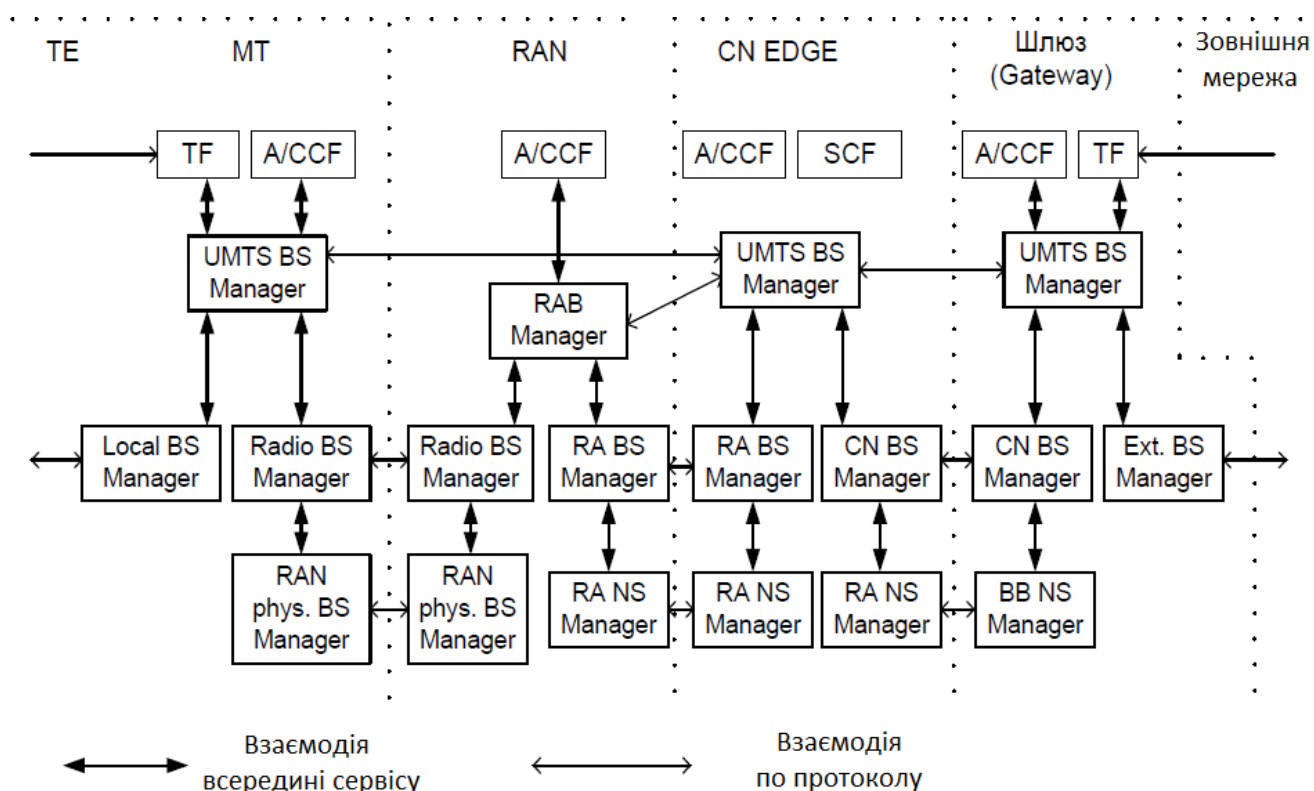 TE MT RAN CN EDGE Шлюз Зовнішня
(Gateway) мережа
TF A/CCF A/CCF A/CCF SCF A/CCF TF
UMTS BS
Manager
UMTS BS
Manager
UMTS BS
Manager
RAB
Manager
Local BS
Manager
Radio BS
Manager
Radio BS
Manager
RA BS
Manager
RA BS
Manager
CN BS
Manager
CN BS
Manager
Ext. BS
Manager
RAN
phys. BS
Manager
RAN
phys. BS
Manager
RA NS
Manager
RA NS
Manager
RA NS
Manager
BB NS
Manager
Взаємодія
всередині сервісу
Взаємодія
по протоколу